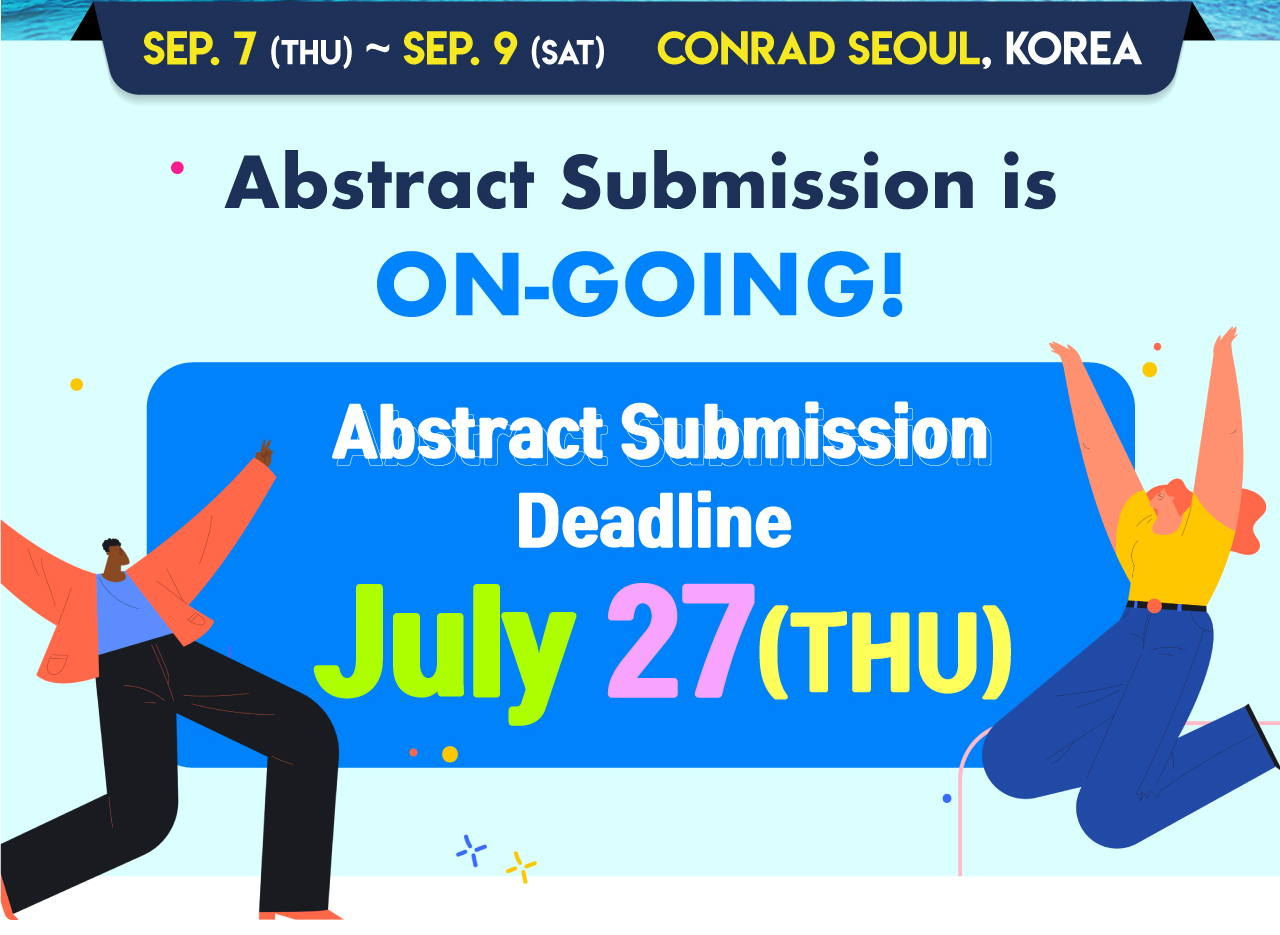 SEP. 7 (THU) ~ SEP. 9 (SAT) CONRAD SEOUL, KOREA
Abstract Submission is
ON-GOING!
Abstract Submission
Deadline
July 27(THU)